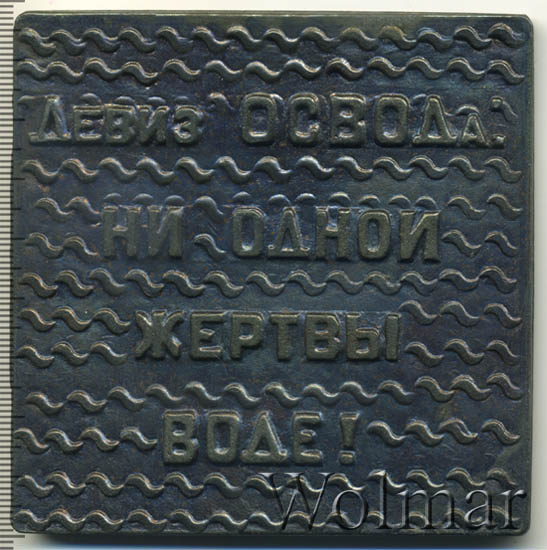 ДЕВИЗ ОСВОДА:
НИ ОДНОЙ
ЖЕРТВЫ
ВОДЕ!
Wolmar